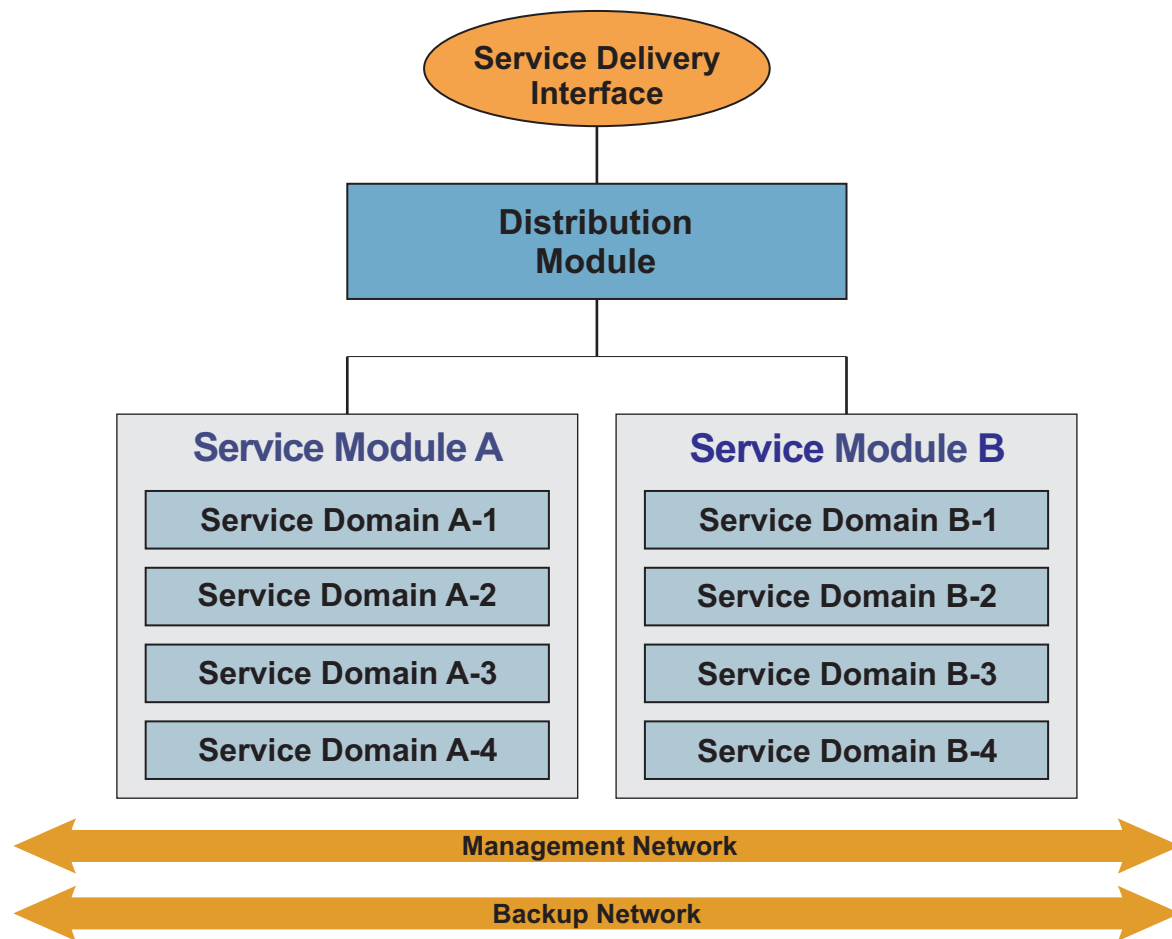 Service Delivery
Interface
Distribution
Module
Service Module A
Service Domain A-1
Service Domain A-2
Service Domain A-3
Service Domain A-4
Service Module B
Service Domain B-1
Service Domain B-2
Service Domain B-3
Service Domain B-4
Management Network
Backup Network